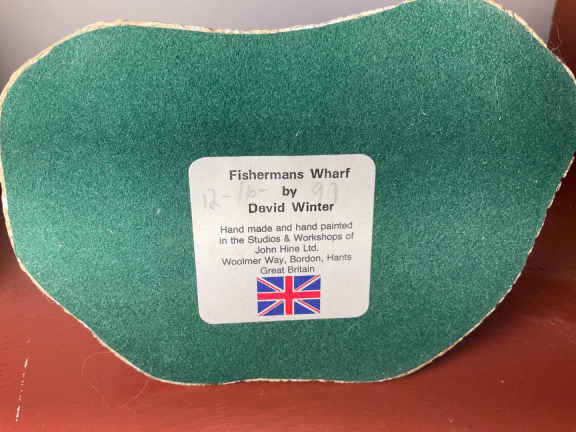 Fishermans Wharf
12-16-97
by
David Winter
Hand made and hand painted
in the Studios & Workshops of
John Hine Ltd.
Woolmer Way, Bordon, Hants
Great Britain